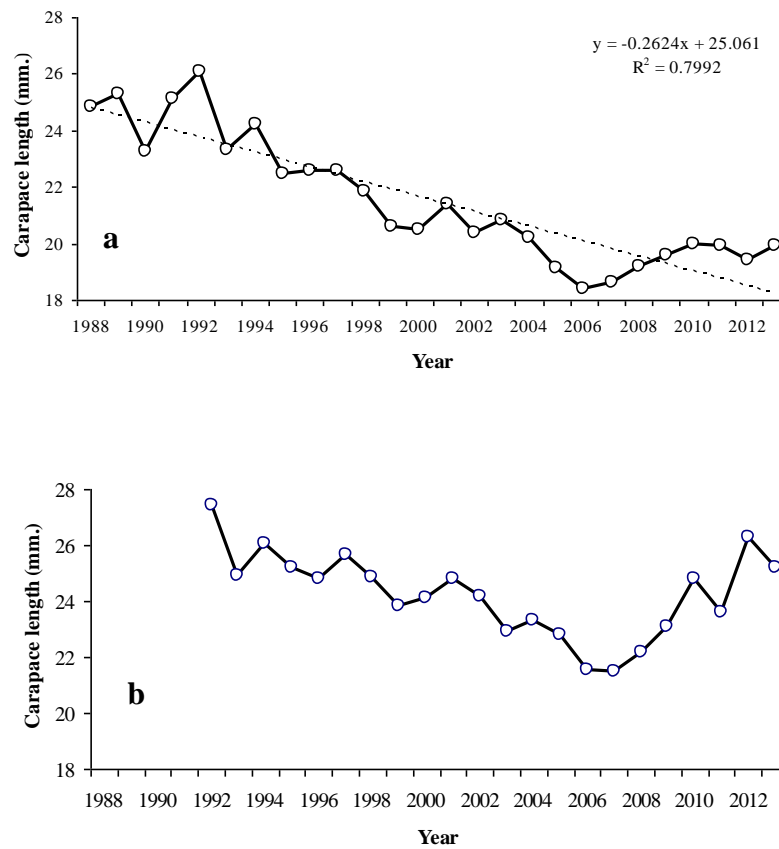 28
26
24
22
20
18
Carapace length (mm.)
y = -0.2624x + 25.061
R² = 0.7992
a
1988 1990 1992 1994 1996 1998 2000 2002 2004 2006 2008 2010 2012
Year
28
26
24
22
20
18
Carapace length (mm.)
b
1988 1990 1992 1994 1996 1998 2000 2002 2004 2006 2010 2012
Year